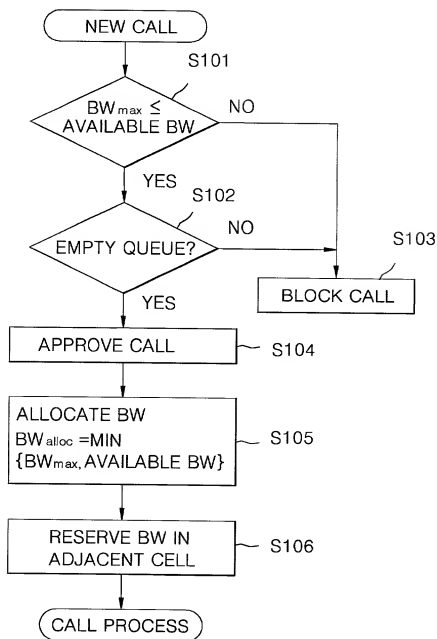 NEW CALL
S101
BWmax ≦
AVAILABLE BW
NO
YES
S102
EMPTY QUEUE?
NO
S103
BLOCK CALL
YES
APPROVE CALL
S104
ALLOCATE BW
BWalloc =MIN
{BWmax, AVAILABLE BW}
S105
RESERVE BW IN
ADJACENT CELL
S106
CALL PROCESS